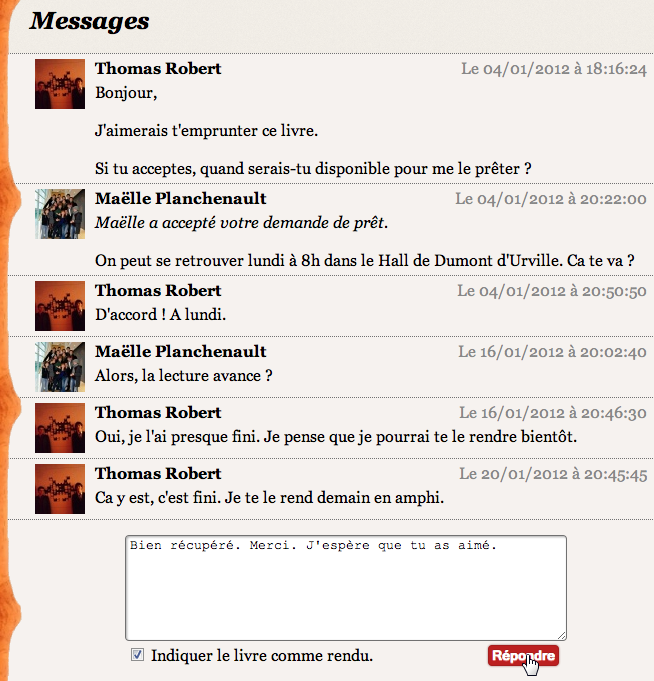 Messages
Thomas Robert
Le 04/01/2012 à 18:16:24
Bonjour,
J'aimerais t'emprunter ce livre.
Si tu acceptes, quand serais-tu disponible pour me le prêter ?
Maëlle Planchenault
Le 04/01/2012 à 20:22:00
Maëlle a accepté votre demande de prêt.
On peut se retrouver lundi à 8h dans le Hall de Dumont d'Urville. Ca te va ?
Thomas Robert
Le 04/01/2012 à 20:50:50
D'accord ! A lundi.
Maëlle Planchenault
Le 16/01/2012 à 20:02:40
Alors, la lecture avance ?
Thomas Robert
Le 16/01/2012 à 20:46:30
Oui, je l'ai presque fini. Je pense que je pourrai te le rendre bientôt.
Thomas Robert
Le 20/01/2012 à 20:45:45
Ca y est, c'est fini. Je te le rend demain en amphi.
Bien récupéré. Merci. J'espère que tu as aimé.
Indiquer le livre comme rendu.
Répondre